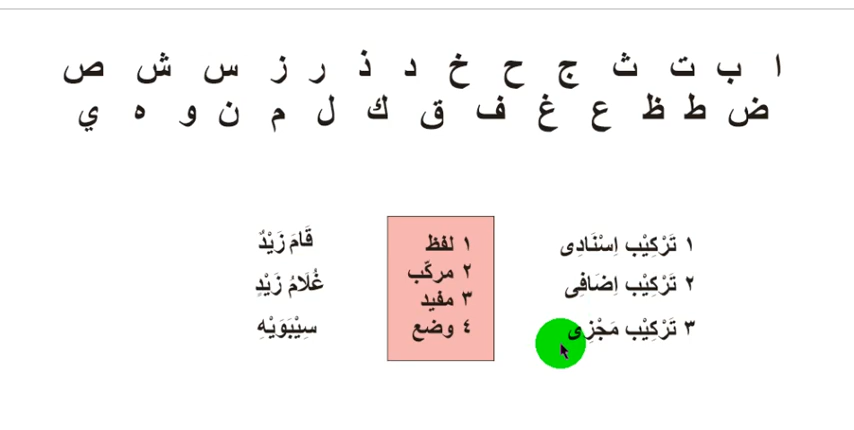 ا ب ت ث ج ح خ د ذ ر ز س ش ص
ض ط ظ ع غ ف ق ك ل م ن و ه ي
١ تَرْكِيْب اِسْنَادِى
٢ تَرْكِيْب اِضَافِى
٣ تَرْكِيْب مَجْزِى
١ لفظ
٢ مركّب
٣ مفيد
٤ وضع
قَامَ زَيْدٌ
غُلَامُ زَيْدٍ
سِيْبَوَيْهِ